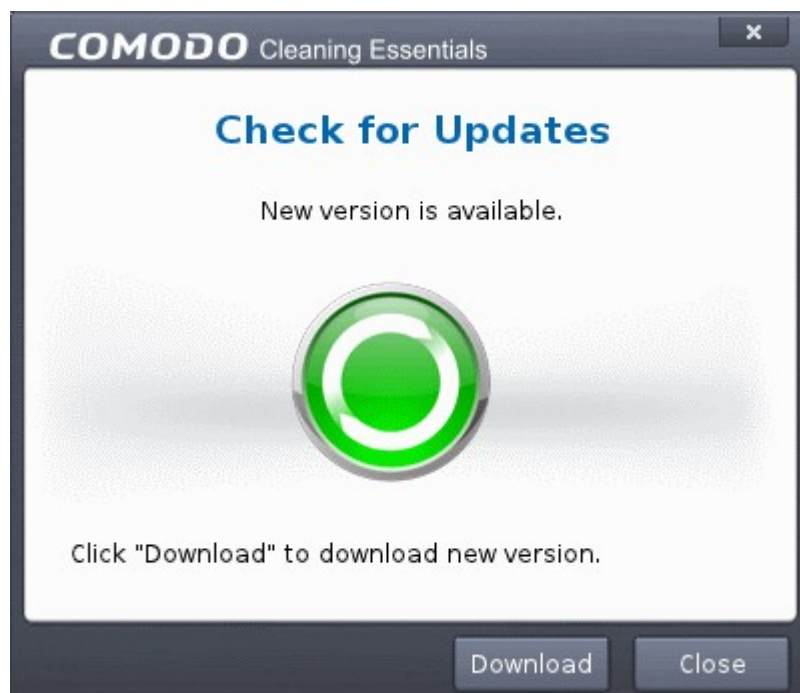 COMODO Cleaning Essentials
Check for Updates
New version is available.
Click "Download" to download new version.
Download Close